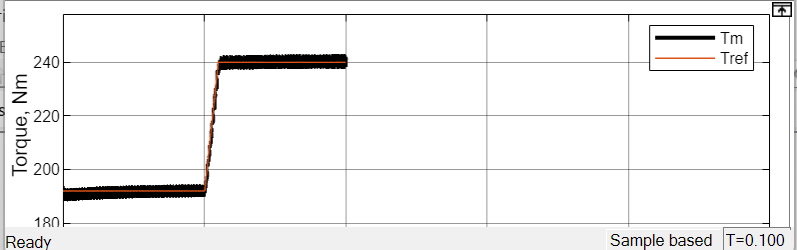 Torque, Nm
240
220
200
180
Tm
Tref
Ready
Sample based
T=0.100